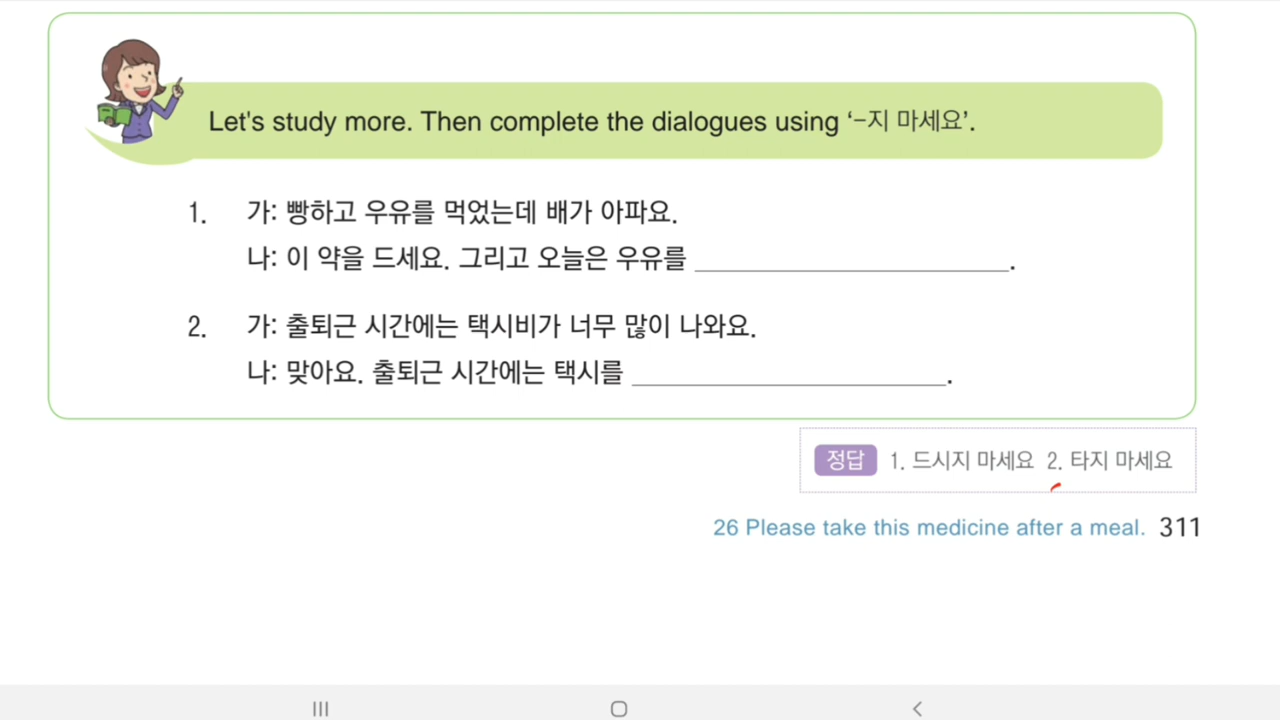 Let's study more. Then complete the dialogues using ‘-지 마세요’.
1. 가: 빵하고 우유를 먹었는데 배가 아파요.
나: 이 약을 드세요. 그리고 오늘은 우유를 ____________________.
2. 가: 출퇴근 시간에는 택시비가 너무 많이 나와요.
나: 맞아요. 출퇴근 시간에는 택시를 ____________________.
정답 1. 드시지 마세요 2. 타지 마세요
26 Please take this medicine after a meal. 311